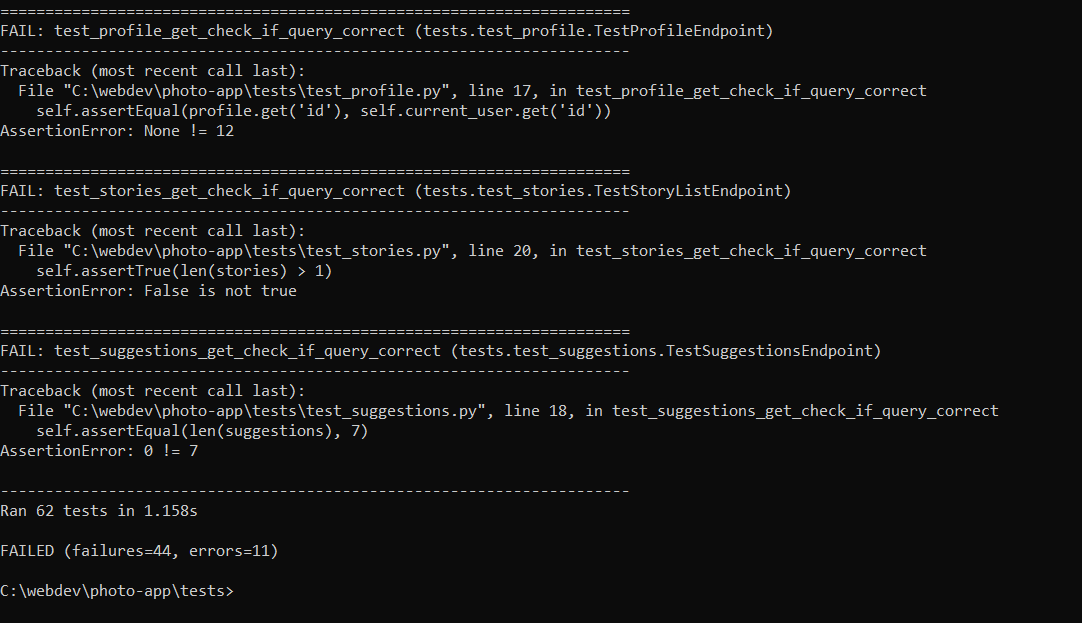 ======================================================================
FAIL: test_profile_get_check_if_query_correct (tests.test_profile.TestProfileEndpoint)
----------------------------------------------------------------------
Traceback (most recent call last):
  File "C:\webdev\photo-app\tests\test_profile.py", line 17, in test_profile_get_check_if_query_correct
    self.assertEqual(profile.get('id'), self.current_user.get('id'))
AssertionError: None != 12

======================================================================
FAIL: test_stories_get_check_if_query_correct (tests.test_stories.TestStoryListEndpoint)
----------------------------------------------------------------------
Traceback (most recent call last):
  File "C:\webdev\photo-app\tests\test_stories.py", line 20, in test_stories_get_check_if_query_correct
    self.assertTrue(len(stories) > 1)
AssertionError: False is not true

======================================================================
FAIL: test_suggestions_get_check_if_query_correct (tests.test_suggestions.TestSuggestionsEndpoint)
----------------------------------------------------------------------
Traceback (most recent call last):
  File "C:\webdev\photo-app\tests\test_suggestions.py", line 18, in test_suggestions_get_check_if_query_correct
    self.assertEqual(len(suggestions), 7)
AssertionError: 0 != 7

----------------------------------------------------------------------
Ran 62 tests in 1.158s

FAILED (failures=44, errors=11)

C:\webdev\photo-app\tests>